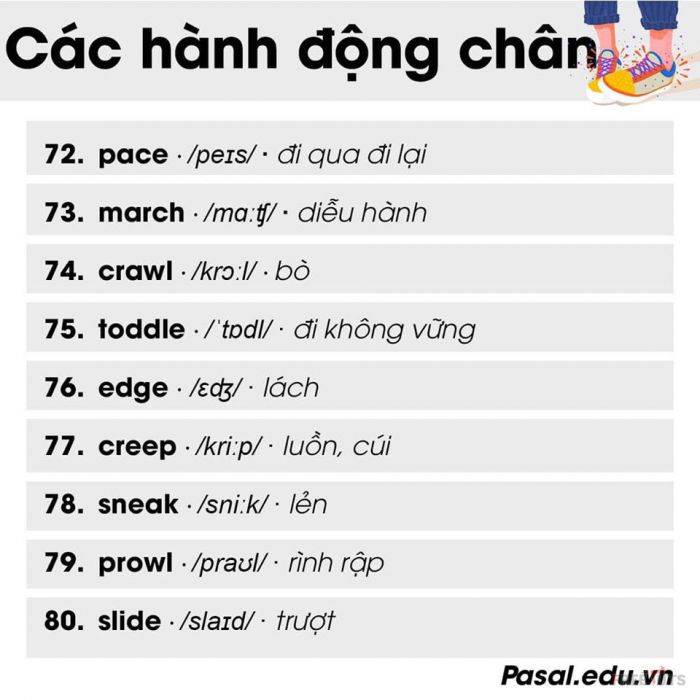 Các hành động chân
72. pace · /peɪs/ · đi qua đi lại
73. march · /mɑːʧ/ · diễu hành
74. crawl · /krɔːl/ · bò
75. toddle · /ˈtɒdl/ · đi không vững
76. edge · /ɛʤ/ · lách
77. creep · /kriːp/ · luồn, cúi
78. sneak · /sniːk/ · lẻn
79. prowl · /praʊl/ · rình rập
80. slide · /slaɪd/ · trượt
Pasal.edu.vn